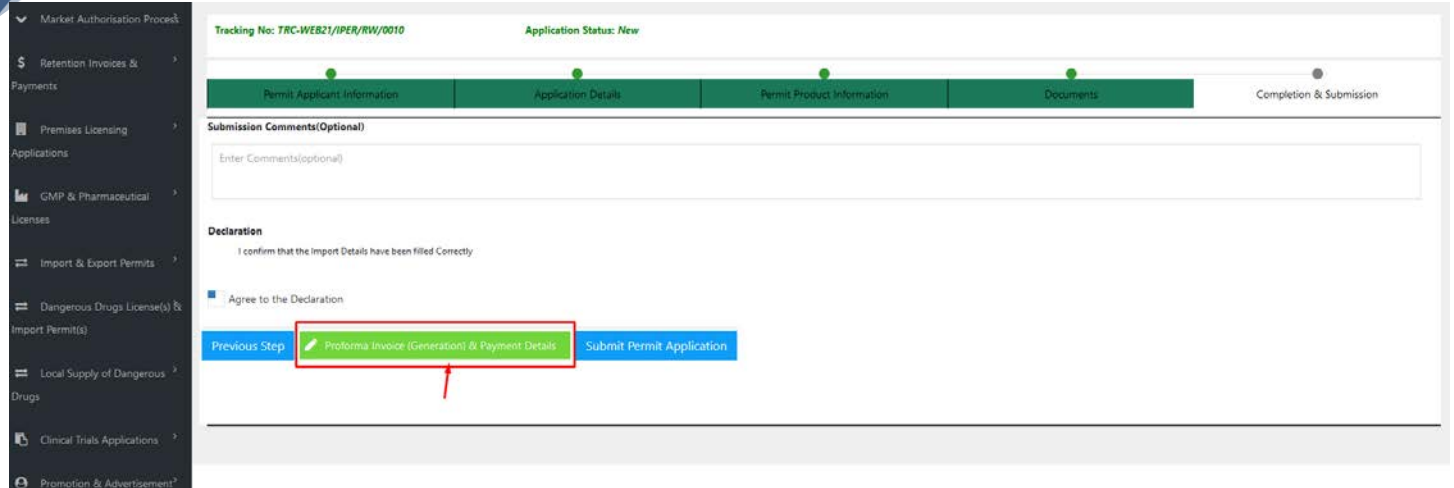 Market Authorisation Process
Retention Invoices &
Payments
Premises Licensing
Applications
GMP & Pharmaceutical
Licenses
Import & Export Permits
Dangerous Drugs License(s) &
Import Permit(s)
Local Supply of Dangerous
Drugs
Clinical Trials Applications
Promotion & Advertisement
Tracking No: TRC-WEB21/IPER/RW/0010 Application Status: New
Permit Applicant Information Application Details Permit Product Information Documents Completion & Submission
Submission Comments(Optional)
Enter Comments(optional)
Declaration
I confirm that the Import Details have been filled Correctly
Agree to the Declaration
Previous Step Proforma Invoice (Generation) & Payment Details Submit Permit Application